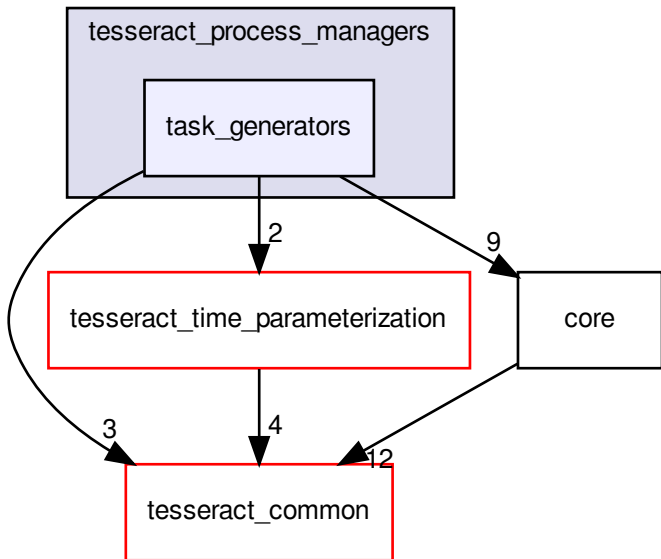 tesseract_process_managers
task_generators
2
9
tesseract_time_parameterization
core
3
4
12
tesseract_common